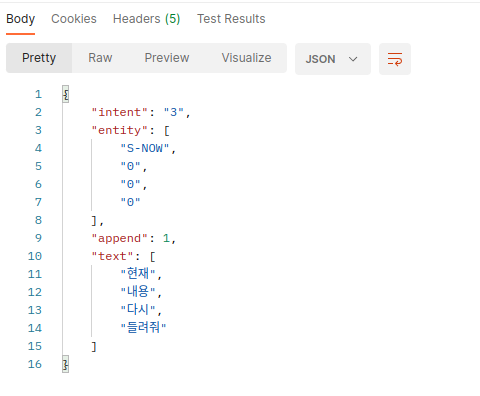 Body Cookies Headers (5) Test Results
Pretty Raw Preview Visualize JSON
1 {
2 "intent": "3",
3 "entity": [
4 "S-NOW",
5 "0",
6 "0",
7 "0"
8 ],
9 "append": 1,
10 "text": [
11 "현재",
12 "내용",
13 "다시",
14 "들려줘"
15 ]
16 }